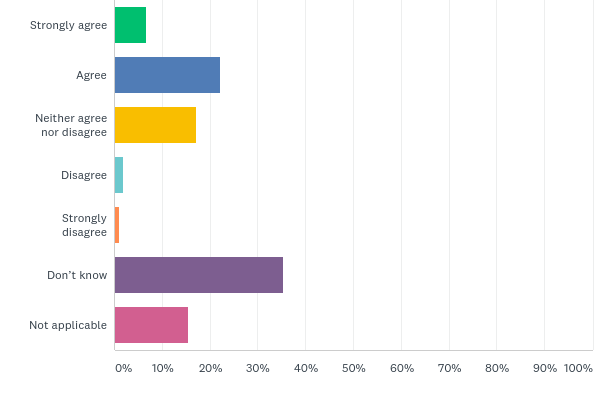 Strongly agree
Agree
Neither agree
nor disagree
Disagree
Strongly
disagree
Don't know
Not applicable
0% 10% 20% 30% 40% 50% 60% 70% 80% 90% 100%